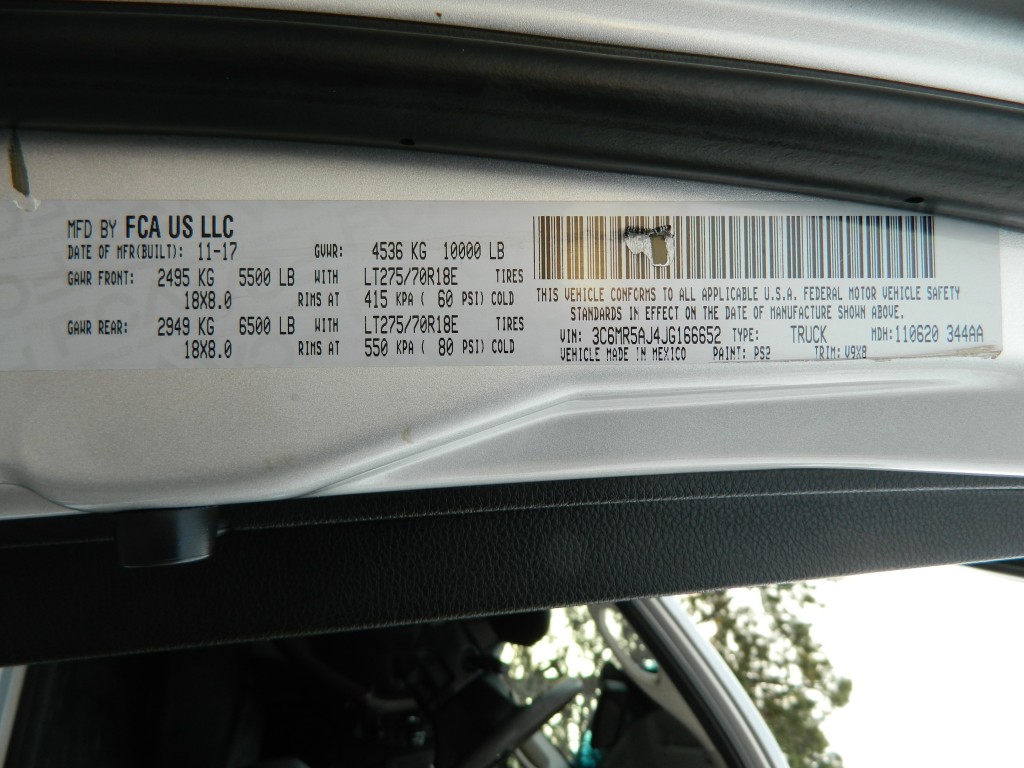 MFD BY FCA US LLC
DATE OF MFR(BUILT): 11-17 GVWR: 4536 KG 10000 LB
GAWR FRONT: 2495 KG 5500 LB WITH LT275/70R18E TIRES
18X8.0 RIMS AT 415 KPA ( 60 PSI) COLD
GAWR REAR: 2949 KG 6500 LB WITH LT275/70R18E TIRES
18X8.0 RIMS AT 550 KPA ( 80 PSI) COLD
THIS VEHICLE CONFORMS TO ALL APPLICABLE U.S.A. FEDERAL MOTOR VEHICLE SAFETY
STANDARDS IN EFFECT ON THE DATE OF MANUFACTURE SHOWN ABOVE.
VIN: 3C6MR5AJ4JG166652 TYPE: TRUCK MDH: 110620 344AA
VEHICLE MADE IN MEXICO PAINT: PS2 TRIM: V9X8